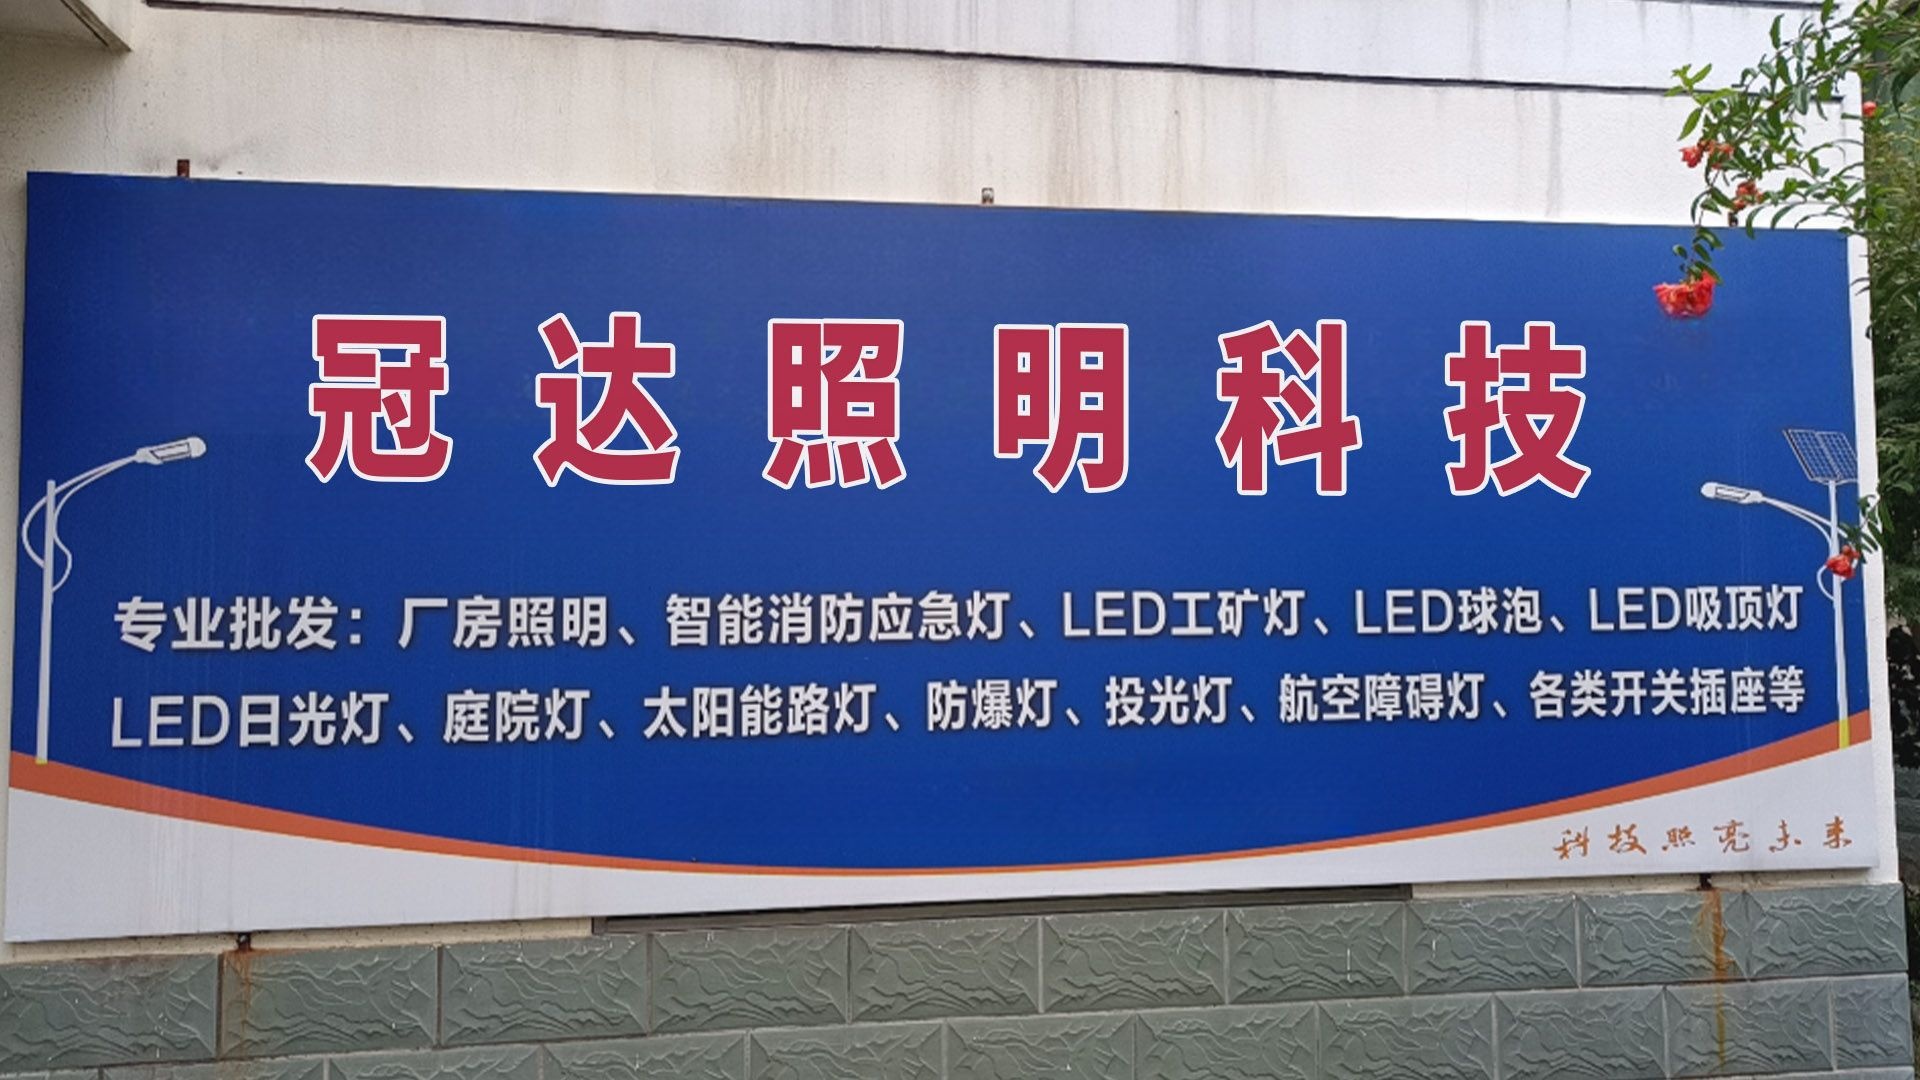 冠达照明科技
专业批发：厂房照明、智能消防应急灯、LED工矿灯、LED球泡、LED吸顶灯
LED日光灯、庭院灯、太阳能路灯、防爆灯、投光灯、航空障碍灯、各类开关插座等
科技照亮未来